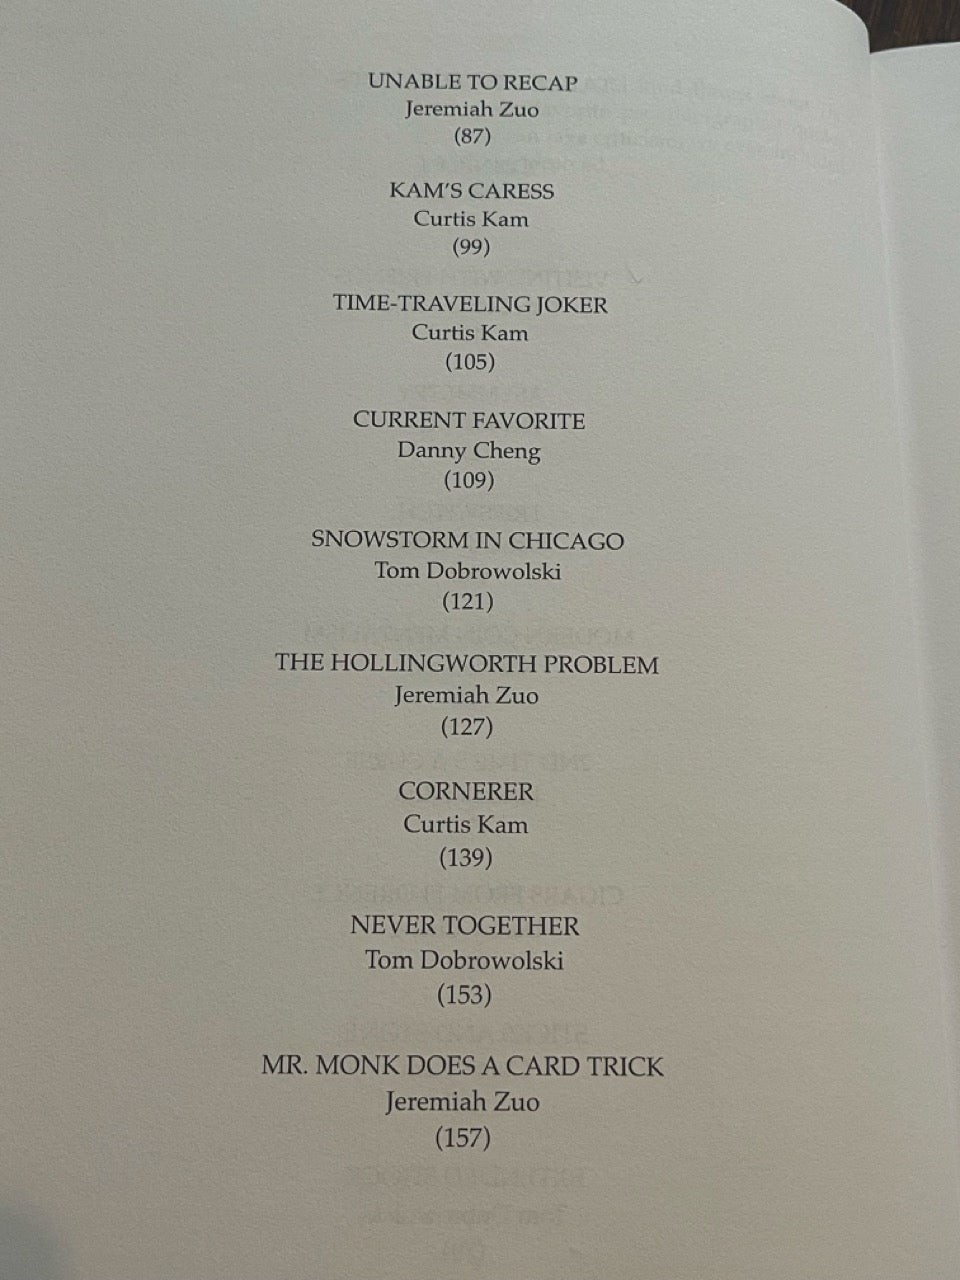 UNABLE TO RECAP
Jeremiah Zuo
(87)
KAM'S CARESS
Curtis Kam
(99)
TIME-TRAVELING JOKER
Curtis Kam
(105)
CURRENT FAVORITE
Danny Cheng
(109)
SNOWSTORM IN CHICAGO
Tom Dobrowolski
(121)
THE HOLLINGWORTH PROBLEM
Jeremiah Zuo
(127)
CORNERER
Curtis Kam
(139)
NEVER TOGETHER
Tom Dobrowolski
(153)
MR. MONK DOES A CARD TRICK
Jeremiah Zuo
(157)